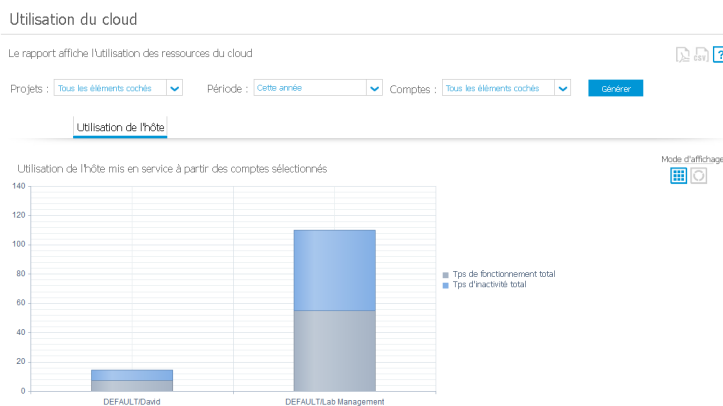 Utilisation du cloud
Le rapport affiche l'utilisation des ressources du cloud
?
Projets : Tous les éléments cochés Période : Cette année Comptes : Tous les éléments cochés Générer
Utilisation de l'hôte
Mode d'affichage
Utilisation de l'hôte mis en service à partir des comptes sélectionnés
140
120
100
80
60
40
20
0
Tps de fonctionnement total
Tps d'inactivité total
DEFAULT/David DEFAULT/Lab Management